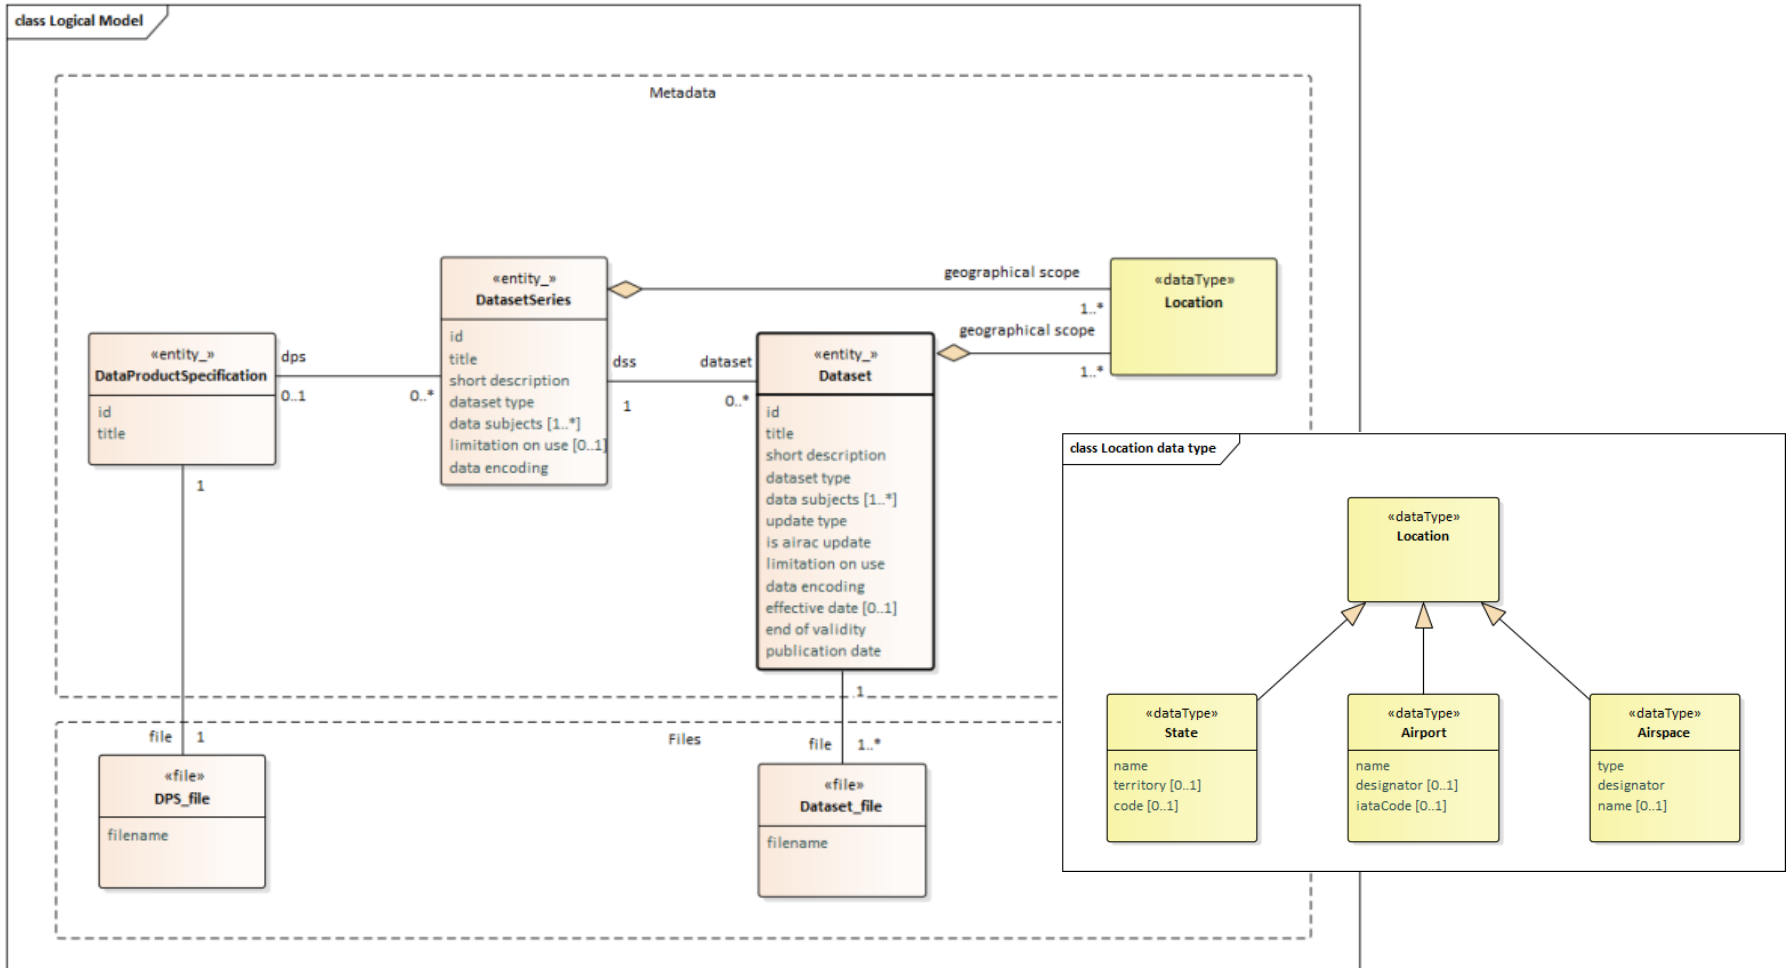 class Logical Model
Metadata
«entity_»
DatasetSeries
id
title
short description
dataset type
data subjects [1..*]
limitation on use [0..1]
data encoding
geographical scope
1..*
geographical scope
1..*
«dataType»
Location
«entity_»
DataProductSpecification
id
title
dps
0..1
0..*
dss
1
dataset
0..*
«entity_»
Dataset
id
title
short description
dataset type
data subjects [1..*]
update type
is airac update
limitation on use
data encoding
effective date [0..1]
end of validity
publication date
1
1
Files
file
1
file
1..*
«file»
DPS_file
filename
«file»
Dataset_file
filename
class Location data type
«dataType»
Location
«dataType»
State
name
territory [0..1]
code [0..1]
«dataType»
Airport
name
designator [0..1]
iataCode [0..1]
«dataType»
Airspace
type
designator
name [0..1]